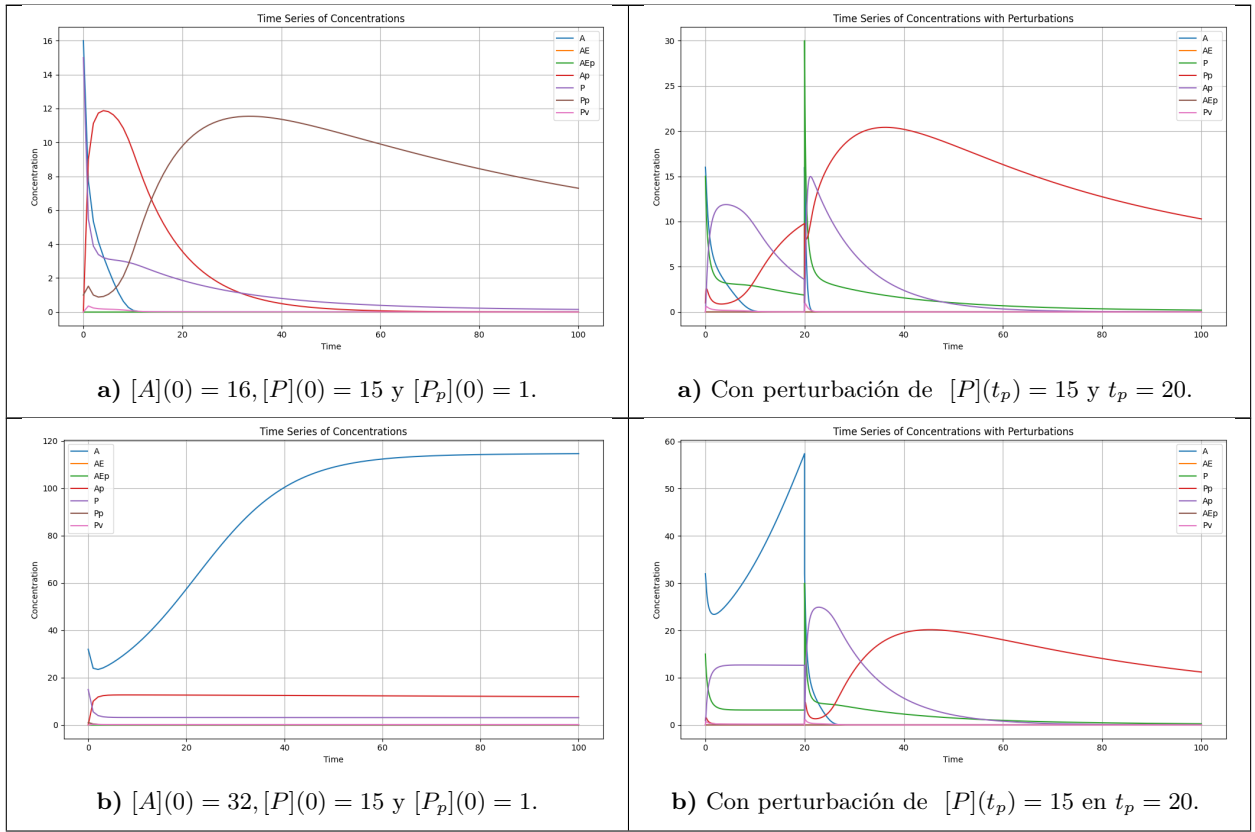 Time Series of Concentrations
16
14
12
10
8
6
4
2
0
Concentration
0
20
40
60
80
100
Time
A
AE
AEp
Ap
P
Pp
Pv
a) [A](0) = 16, [P](0) = 15 y [P_p](0) = 1.
Time Series of Concentrations with Perturbations
30
25
20
15
10
5
0
Concentration
0
20
40
60
80
100
Time
A
AE
P
Pp
Ap
AEp
Pv
a) Con perturbación de [P](t_p) = 15 y t_p = 20.
Time Series of Concentrations
120
100
80
60
40
20
0
Concentration
0
20
40
60
80
100
Time
A
AE
AEp
Ap
P
Pp
Pv
b) [A](0) = 32, [P](0) = 15 y [P_p](0) = 1.
Time Series of Concentrations with Perturbations
60
50
40
30
20
10
0
Concentration
0
20
40
60
80
100
Time
A
AE
P
Pp
Ap
AEp
Pv
b) Con perturbación de [P](t_p) = 15 en t_p = 20.